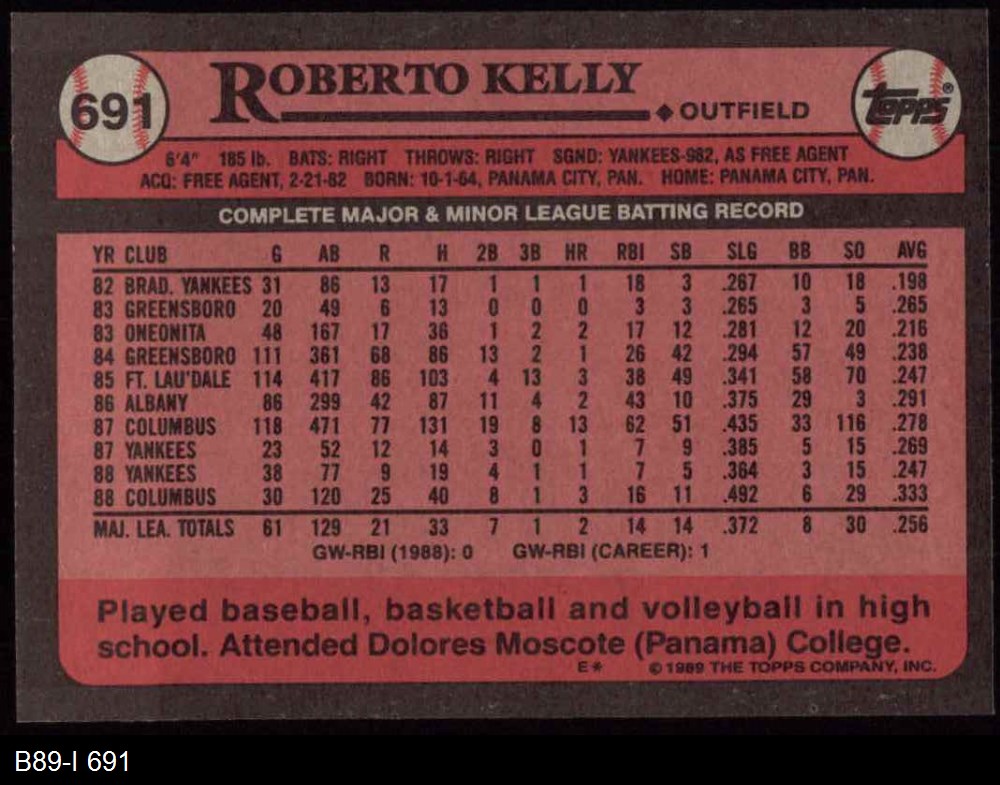 691
ROBERTO KELLY
◆ OUTFIELD
TOPPS®
6'4" 185 lb. BATS: RIGHT THROWS: RIGHT SGND: YANKEES-982, AS FREE AGENT
ACQ: FREE AGENT, 2-21-82 BORN: 10-1-64, PANAMA CITY, PAN. HOME: PANAMA CITY, PAN.
COMPLETE MAJOR & MINOR LEAGUE BATTING RECORD
YR CLUB G AB R H 2B 3B HR RBI SB SLG BB SO AVG
82 BRAD. YANKEES 31 86 13 17 1 1 1 18 3 .267 10 18 .198
83 GREENSBORO 20 49 6 13 0 0 0 3 3 .265 3 5 .265
83 ONEONITA 48 167 17 36 1 2 2 17 12 .281 12 20 .216
84 GREENSBORO 111 361 68 86 13 2 1 26 42 .294 57 49 .238
85 FT. LAU'DALE 114 417 86 103 4 13 3 38 49 .341 58 70 .247
86 ALBANY 86 299 42 87 11 4 2 43 10 .375 29 3 .291
87 COLUMBUS 118 471 77 131 19 8 13 62 51 .435 33 116 .278
87 YANKEES 23 52 12 14 3 0 1 7 9 .385 5 15 .269
88 YANKEES 38 77 9 19 4 1 1 7 5 .364 3 15 .247
88 COLUMBUS 30 120 25 40 8 1 3 16 11 .492 6 29 .333
MAJ. LEA. TOTALS 61 129 21 33 7 1 2 14 14 .372 8 30 .256
GW-RBI (1988): 0 GW-RBI (CAREER): 1
Played baseball, basketball and volleyball in high
school. Attended Dolores Moscote (Panama) College.
E* © 1989 THE TOPPS COMPANY, INC.
B89-I 691